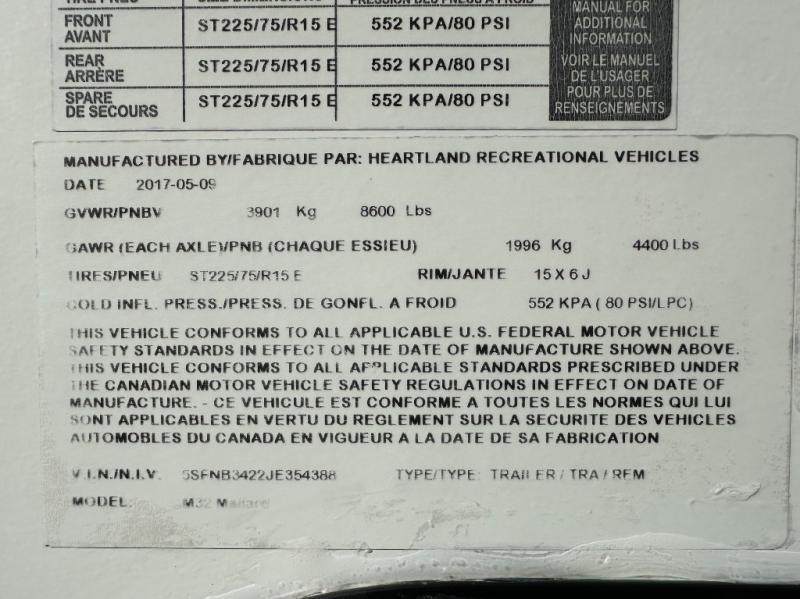 FRONT ST225/75/R15 E 552 KPA/80 PSI
AVANT
REAR ST225/75/R15 E 552 KPA/80 PSI
ARRIÈRE
SPARE ST225/75/R15 E 552 KPA/80 PSI
DE SECOURS
MANUAL FOR
ADDITIONAL
INFORMATION
VOIR LE MANUEL
DE L'USAGER
POUR PLUS DE
RENSEIGNEMENTS
MANUFACTURED BY/FABRIQUE PAR: HEARTLAND RECREATIONAL VEHICLES
DATE 2017-05-09
GVWR/PNBV 3901 Kg 8600 Lbs
GAWR (EACH AXLE)/PNB (CHAQUE ESSIEU) 1996 Kg 4400 Lbs
TIRES/PNEU ST225/75/R15 E RIM/JANTE 15 X 6 J
COLD INFL. PRESS./PRESS. DE GONFL. A FROID 552 KPA ( 80 PSI/LPC)
THIS VEHICLE CONFORMS TO ALL APPLICABLE U.S. FEDERAL MOTOR VEHICLE
SAFETY STANDARDS IN EFFECT ON THE DATE OF MANUFACTURE SHOWN ABOVE.
THIS VEHICLE CONFORMS TO ALL APPLICABLE STANDARDS PRESCRIBED UNDER
THE CANADIAN MOTOR VEHICLE SAFETY REGULATIONS IN EFFECT ON DATE OF
MANUFACTURE. - CE VEHICULE EST CONFORME A TOUTES LES NORMES QUI LUI
SONT APPLICABLES EN VERTU DU REGLEMENT SUR LA SECURITE DES VEHICLES
AUTOMOBLES DU CANADA EN VIGUEUR A LA DATE DE SA FABRICATION
V.I.N./N.I.V. 5SFNB3422JE354388 TYPE/TYPE: TRAILER / TRA / REM
MODEL: M32 Mallard